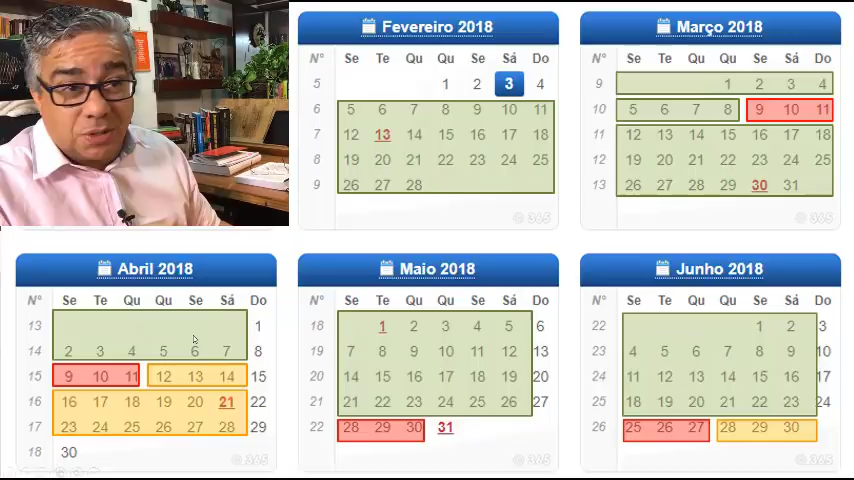 Fevereiro 2018
N° Se Te Qu Qu Se Sá Do
5 1 2 3 4
6 5 6 7 8 9 10 11
7 12 13 14 15 16 17 18
8 19 20 21 22 23 24 25
9 26 27 28
© 365
Março 2018
N° Se Te Qu Qu Se Sá Do
9 1 2 3 4
10 5 6 7 8 9 10 11
11 12 13 14 15 16 17 18
12 19 20 21 22 23 24 25
13 26 27 28 29 30 31
© 365
Abril 2018
N° Se Te Qu Qu Se Sá Do
13 1
14 2 3 4 5 6 7 8
15 9 10 11 12 13 14 15
16 16 17 18 19 20 21 22
17 23 24 25 26 27 28 29
18 30
© 365
Maio 2018
N° Se Te Qu Qu Se Sá Do
18 1 2 3 4 5 6
19 7 8 9 10 11 12 13
20 14 15 16 17 18 19 20
21 21 22 23 24 25 26 27
22 28 29 30 31
© 365
Junho 2018
N° Se Te Qu Qu Se Sá Do
22 1 2 3
23 4 5 6 7 8 9 10
24 11 12 13 14 15 16 17
25 18 19 20 21 22 23 24
26 25 26 27 28 29 30
© 365